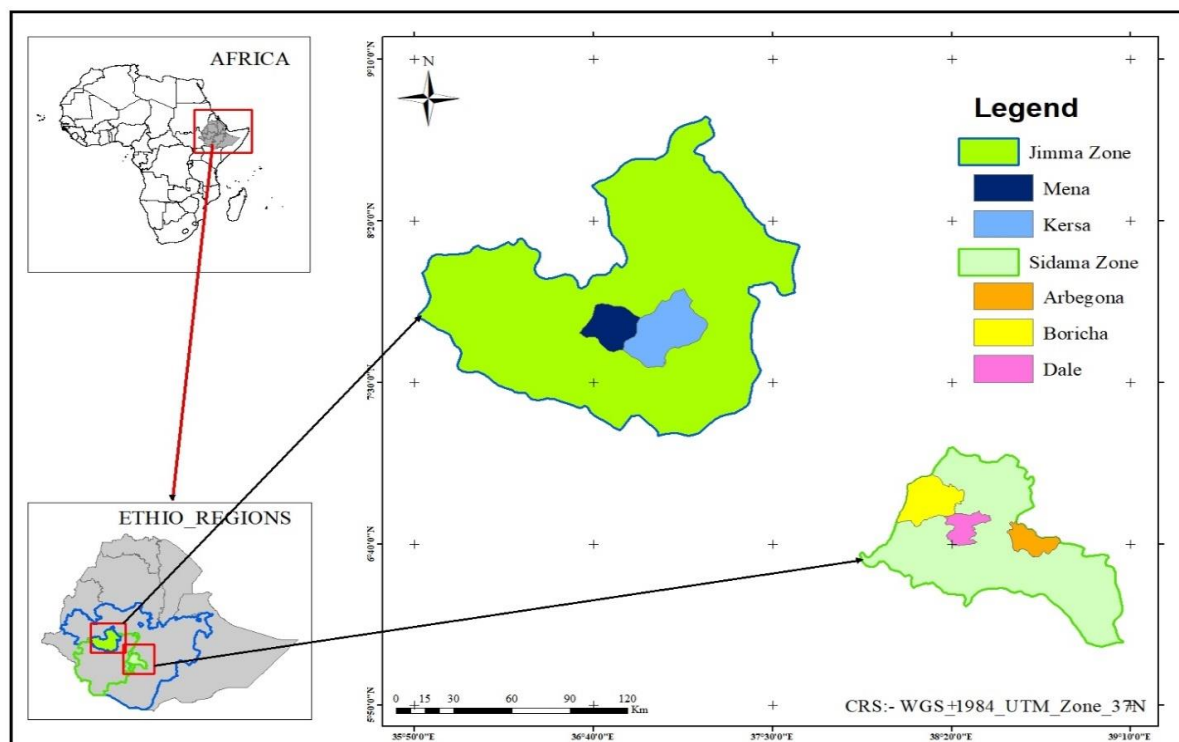 AFRICA
ETHIO_REGIONS
N
Legend
Jimma Zone
Mena
Kersa
Sidama Zone
Arbegona
Boricha
Dale
9°10'0"N
8°20'0"N
7°30'0"N
6°40'0"N
5°50'0"N
0 15 30 60 90 120
Km
CRS:- WGS_1984_UTM_Zone_37N
35°50'0"E 36°40'0"E 37°30'0"E 38°20'0"E 39°10'0"E